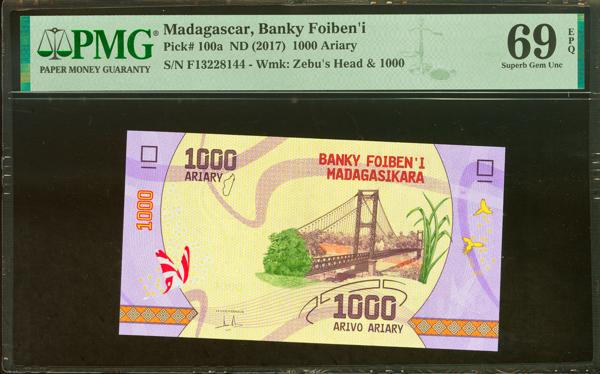 PMG®
PAPER MONEY GUARANTY
Madagascar, Banky Foiben'i
Pick# 100a ND (2017) 1000 Ariary
S/N F13228144 - Wmk: Zebu's Head & 1000
69
EPQ
Superb Gem Unc
1000
ARIARY
BANKY FOIBEN'I
MADAGASIKARA
1000
1000
ARIVO ARIARY